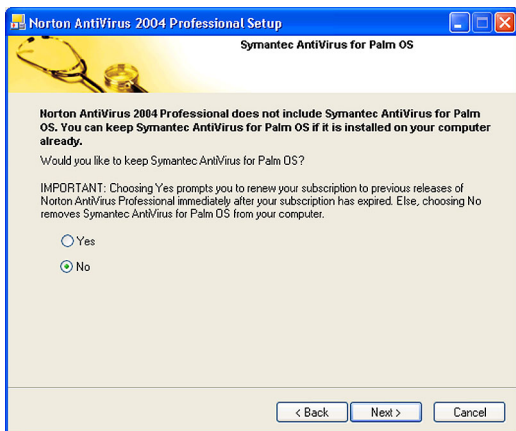 Norton AntiVirus 2004 Professional Setup
Symantec AntiVirus for Palm OS
Norton AntiVirus 2004 Professional does not include Symantec AntiVirus for Palm
OS. You can keep Symantec AntiVirus for Palm OS if it is installed on your computer
already.
Would you like to keep Symantec AntiVirus for Palm OS?
IMPORTANT: Choosing Yes prompts you to renew your subscription to previous releases of
Norton AntiVirus Professional immediately after your subscription has expired. Else, choosing No
removes Symantec AntiVirus for Palm OS from your computer.
Yes
No
< Back Next > Cancel